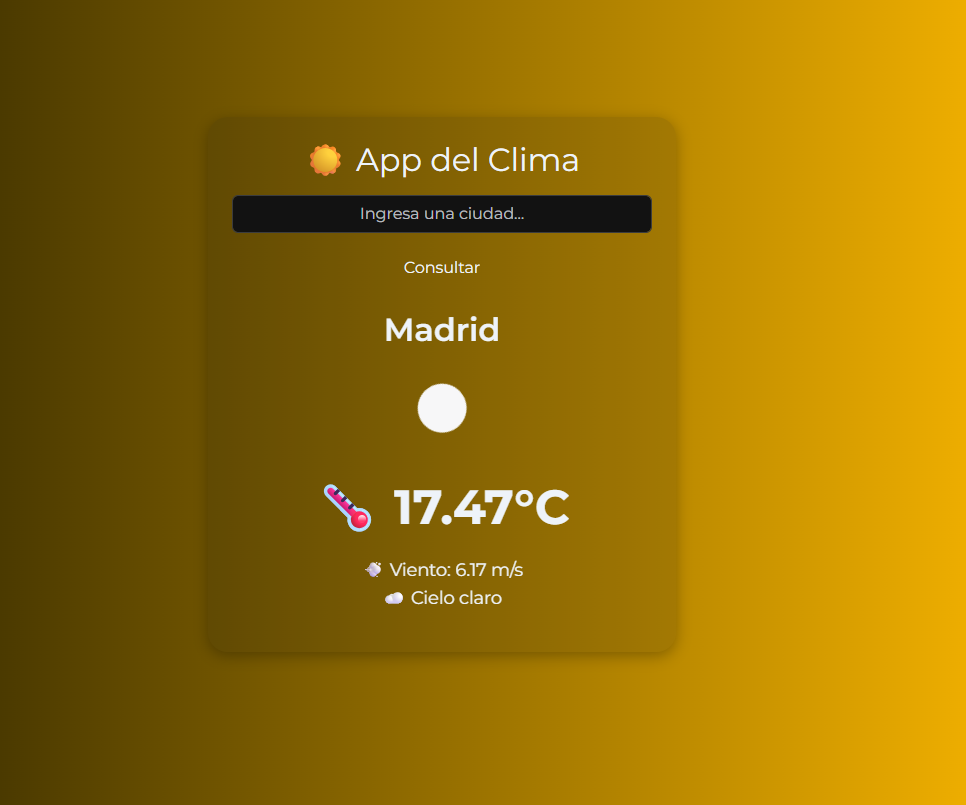 App del Clima
Ingresa una ciudad...
Consultar
Madrid
17.47°C
Viento: 6.17 m/s
Cielo claro